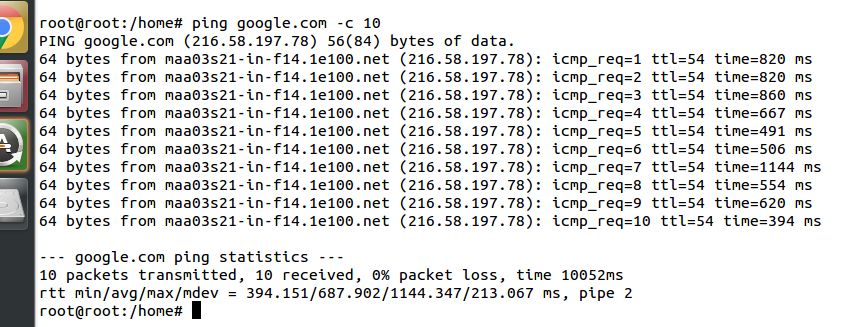 root@root:/home# ping google.com -c 10
PING google.com (216.58.197.78) 56(84) bytes of data.
64 bytes from maa03s21-in-f14.1e100.net (216.58.197.78): icmp_req=1 ttl=54 time=820 ms
64 bytes from maa03s21-in-f14.1e100.net (216.58.197.78): icmp_req=2 ttl=54 time=820 ms
64 bytes from maa03s21-in-f14.1e100.net (216.58.197.78): icmp_req=3 ttl=54 time=860 ms
64 bytes from maa03s21-in-f14.1e100.net (216.58.197.78): icmp_req=4 ttl=54 time=667 ms
64 bytes from maa03s21-in-f14.1e100.net (216.58.197.78): icmp_req=5 ttl=54 time=491 ms
64 bytes from maa03s21-in-f14.1e100.net (216.58.197.78): icmp_req=6 ttl=54 time=506 ms
64 bytes from maa03s21-in-f14.1e100.net (216.58.197.78): icmp_req=7 ttl=54 time=1144 ms
64 bytes from maa03s21-in-f14.1e100.net (216.58.197.78): icmp_req=8 ttl=54 time=554 ms
64 bytes from maa03s21-in-f14.1e100.net (216.58.197.78): icmp_req=9 ttl=54 time=620 ms
64 bytes from maa03s21-in-f14.1e100.net (216.58.197.78): icmp_req=10 ttl=54 time=394 ms
--- google.com ping statistics ---
10 packets transmitted, 10 received, 0% packet loss, time 10052ms
rtt min/avg/max/mdev = 394.151/687.902/1144.347/213.067 ms, pipe 2
root@root:/home#